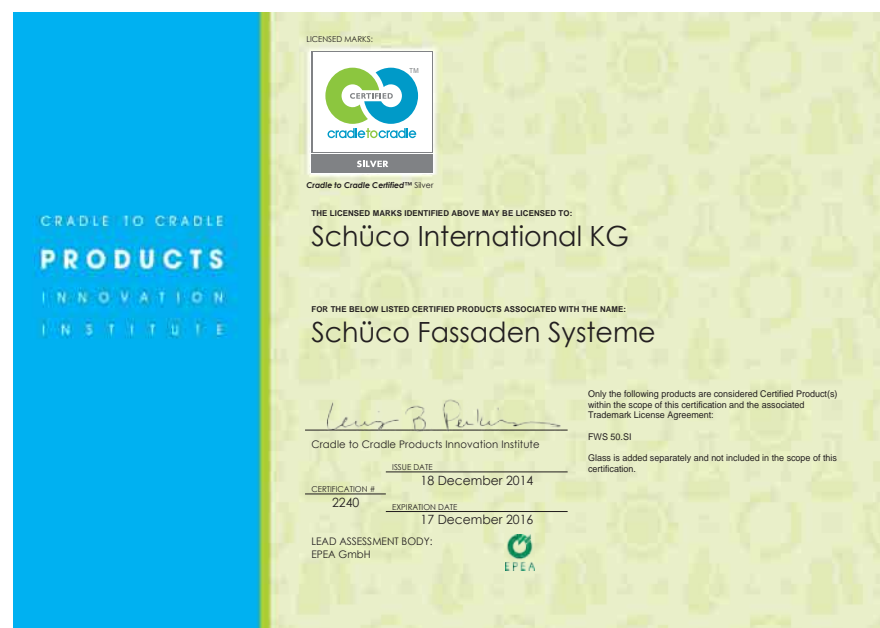 CRADLE TO CRADLE
PRODUCTS
INNOVATION
INSTITUTE
LICENSED MARKS:
TM
CERTIFIED
cradletocradle
SILVER
Cradle to Cradle Certified™ Silver
THE LICENSED MARKS IDENTIFIED ABOVE MAY BE LICENSED TO:
Schüco International KG
FOR THE BELOW LISTED CERTIFIED PRODUCTS ASSOCIATED WITH THE NAME:
Schüco Fassaden Systeme
Lewis B Perkins
Cradle to Cradle Products Innovation Institute
ISSUE DATE
18 December 2014
CERTIFICATION #
2240
EXPIRATION DATE
17 December 2016
LEAD ASSESSMENT BODY:
EPEA GmbH
EPEA
Only the following products are considered Certified Product(s)
within the scope of this certification and the associated
Trademark License Agreement:
FWS 50.SI
Glass is added separately and not included in the scope of this
certification.